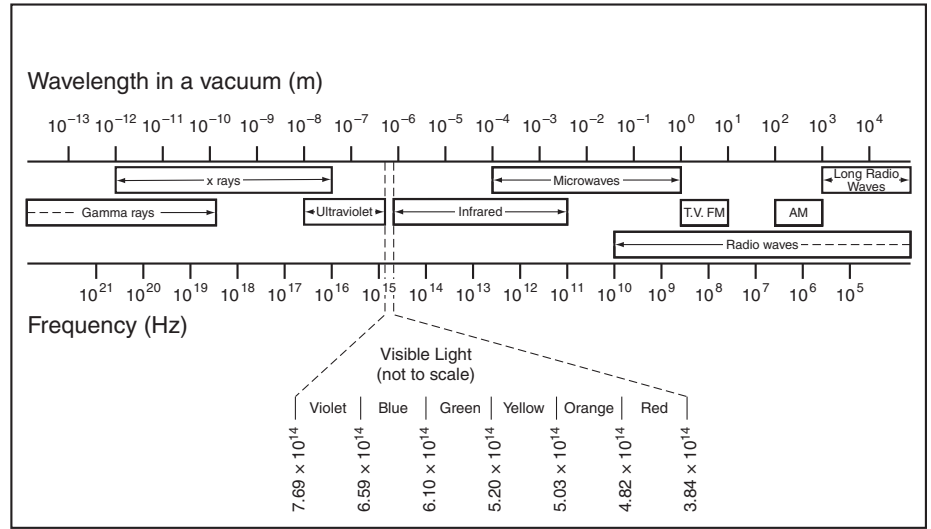 Wavelength in a vacuum (m)
10⁻¹³ 10⁻¹² 10⁻¹¹ 10⁻¹⁰ 10⁻⁹ 10⁻⁸ 10⁻⁷ 10⁻⁶ 10⁻⁵ 10⁻⁴ 10⁻³ 10⁻² 10⁻¹ 10⁰ 10¹ 10² 10³ 10⁴
x rays Microwaves Long Radio
Waves
Gamma rays Ultraviolet Infrared T.V. FM AM
Radio waves
10²¹ 10²⁰ 10¹⁹ 10¹⁸ 10¹⁷ 10¹⁶ 10¹⁵ 10¹⁴ 10¹³ 10¹² 10¹¹ 10¹⁰ 10⁹ 10⁸ 10⁷ 10⁶ 10⁵
Frequency (Hz)
Visible Light
(not to scale)
Violet Blue Green Yellow Orange Red
7.69 × 10¹⁴
6.59 × 10¹⁴
6.10 × 10¹⁴
5.20 × 10¹⁴
5.03 × 10¹⁴
4.82 × 10¹⁴
3.84 × 10¹⁴